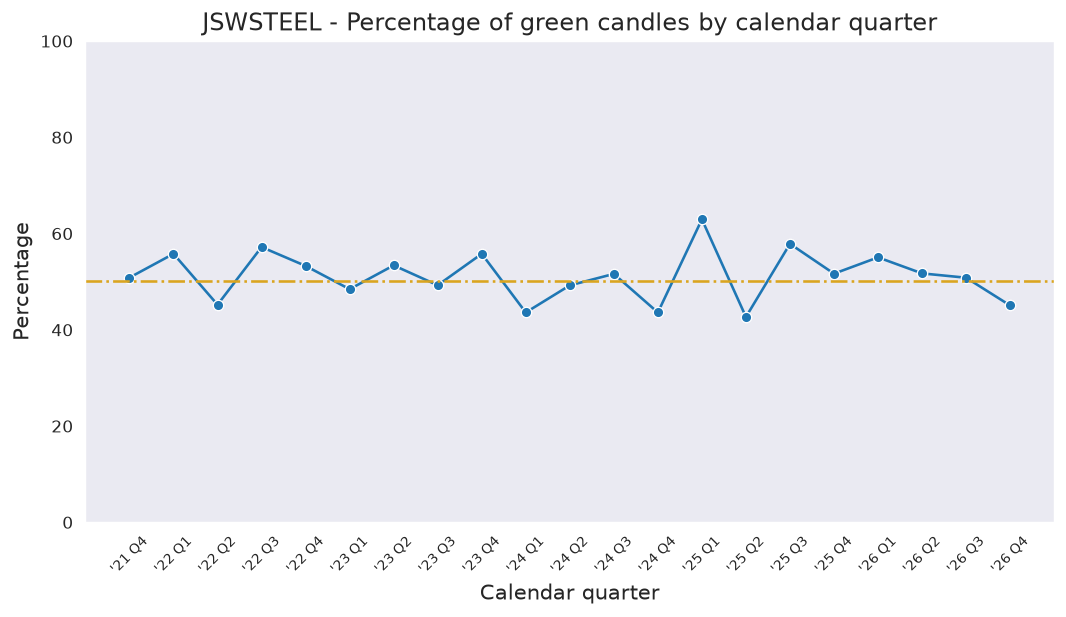 JSWSTEEL - Percentage of green candles by calendar quarter
Percentage
100
80
60
40
20
0
'21 Q4
'22 Q1
'22 Q2
'22 Q3
'22 Q4
'23 Q1
'23 Q2
'23 Q3
'23 Q4
'24 Q1
'24 Q2
'24 Q3
'24 Q4
'25 Q1
'25 Q2
'25 Q3
'25 Q4
'26 Q1
'26 Q2
'26 Q3
'26 Q4
Calendar quarter